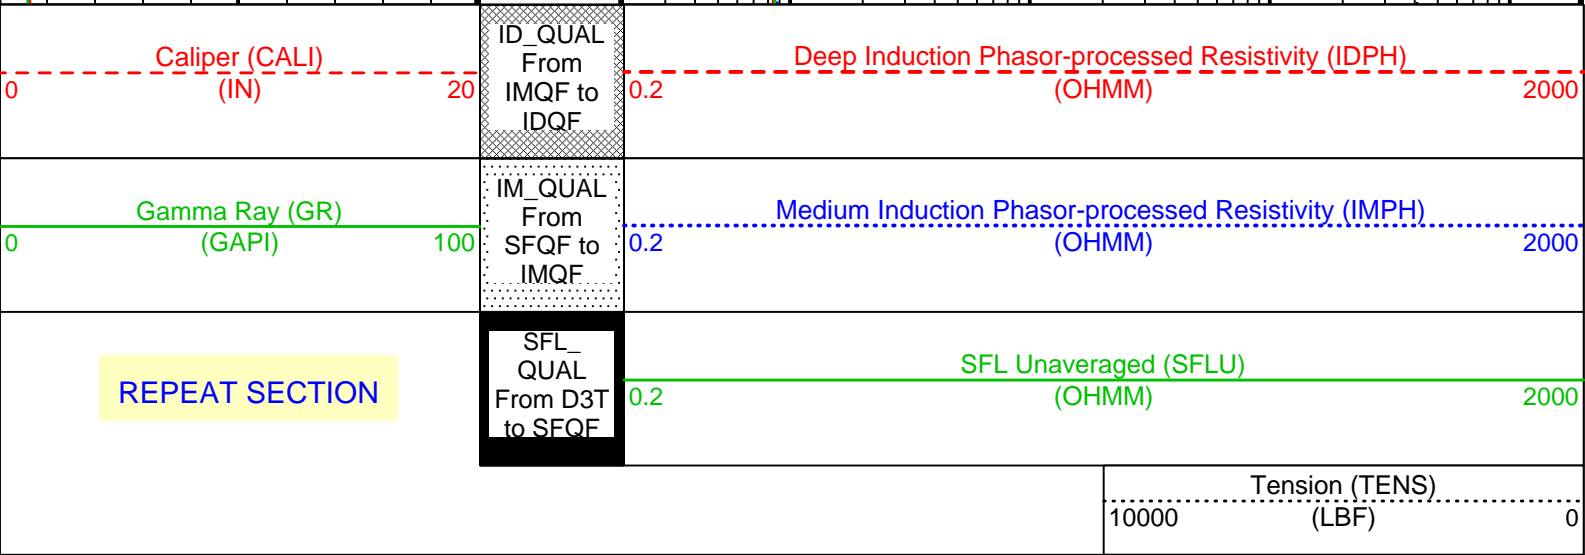 Caliper (CALI)
0 (IN) 20
ID_QUAL
From
IMQF to
IDQF
Deep Induction Phasor-processed Resistivity (IDPH)
0.2 (OHMM) 2000
Gamma Ray (GR)
0 (GAPI) 100
IM_QUAL
From
SFQF to
IMQF
Medium Induction Phasor-processed Resistivity (IMPH)
0.2 (OHMM) 2000
REPEAT SECTION
SFL_
QUAL
From D3T
to SFQF
SFL Unaveraged (SFLU)
0.2 (OHMM) 2000
Tension (TENS)
10000 (LBF) 0